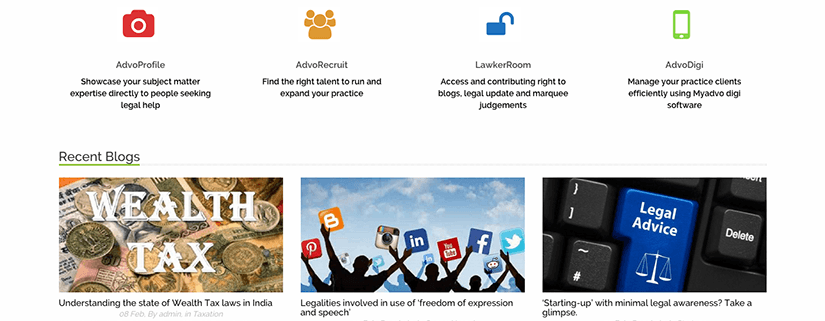 AdvoProfile
Showcase your subject matter
expertise directly to people seeking
legal help
AdvoRecruit
Find the right talent to run and
expand your practice
LawkerRoom
Access and contributing right to
blogs, legal update and marquee
judgements
AdvoDigi
Manage your practice clients
efficiently using Myadvo digi
software
Recent Blogs
WEALTH
TAX
Understanding the state of Wealth Tax laws in India
08 Feb, By admin, in Taxation
You
Tube
Legalities involved in use of ‘freedom of expression
and speech’
}
]
~
#
Legal
Advice
Delete
‘Starting-up’ with minimal legal awareness? Take a
glimpse.